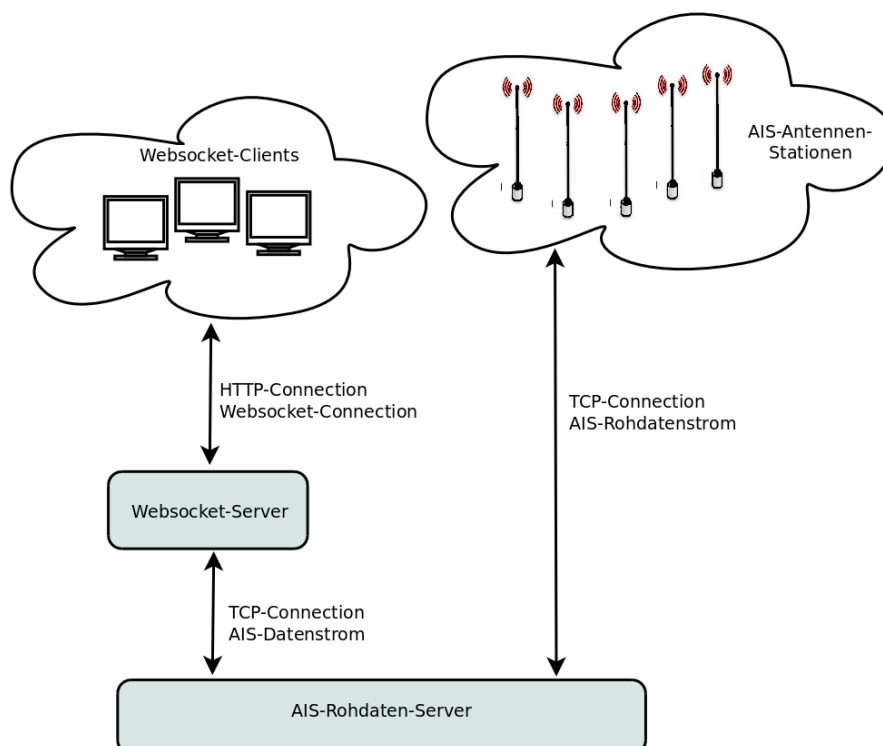 Websocket-Clients
AIS-Antennen-
Stationen
HTTP-Connection
Websocket-Connection
TCP-Connection
AIS-Rohdatenstrom
Websocket-Server
TCP-Connection
AIS-Datenstrom
AIS-Rohdaten-Server